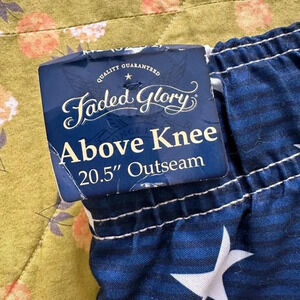 QUALITY GUARANTEED
Faded Glory
Above Knee
20.5" Outseam